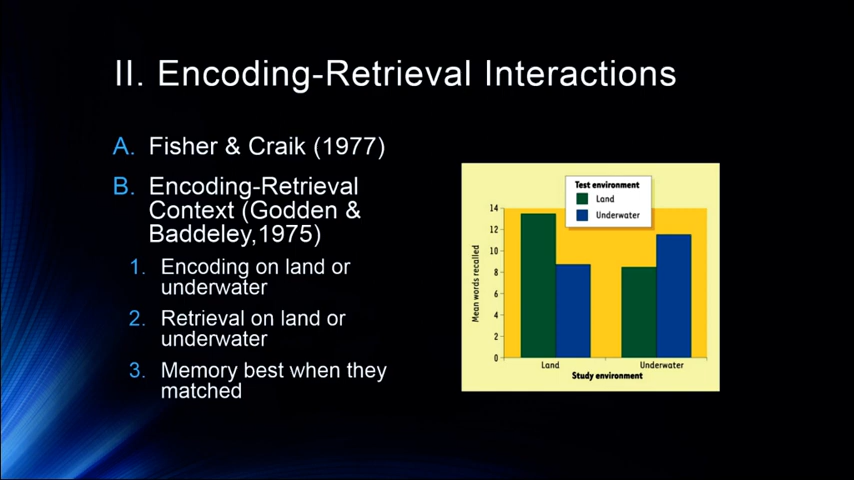 II. Encoding-Retrieval Interactions
A. Fisher & Craik (1977)
B. Encoding-Retrieval
Context (Godden &
Baddeley,1975)
1. Encoding on land or
underwater
2. Retrieval on land or
underwater
3. Memory best when they
matched
Test environment
Land
Underwater
Mean words recalled
14
12
10
8
6
4
2
0
Land Underwater
Study environment